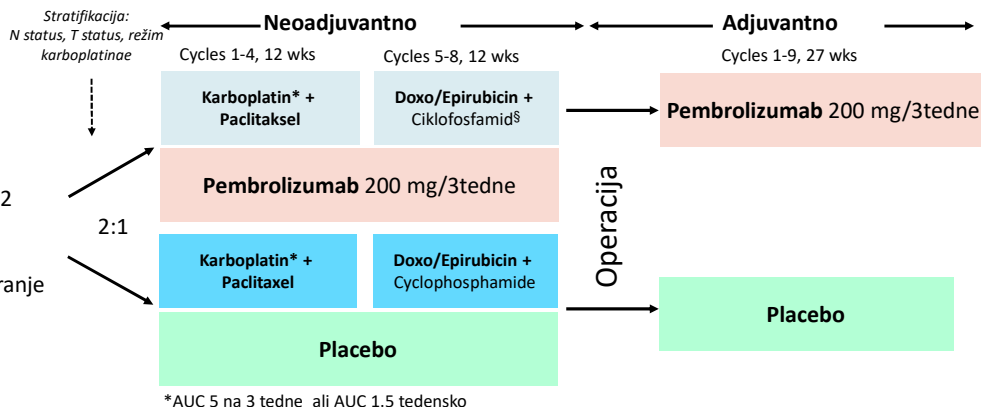 Stratifikacija:
N status, T status, režim
karboplatinae
Neoadjuvantno
Adjuvantno
Cycles 1-4, 12 wks
Cycles 5-8, 12 wks
Cycles 1-9, 27 wks
Karboplatin* +
Paclitaksel
Doxo/Epirubicin +
Ciklofosfamid§
Pembrolizumab 200 mg/3tedne
Pembrolizumab 200 mg/3tedne
2
2:1
ranje
Operacija
Karboplatin* +
Paclitaxel
Doxo/Epirubicin +
Cyclophosphamide
Placebo
Placebo
*AUC 5 na 3 tedne ali AUC 1.5 tedensko